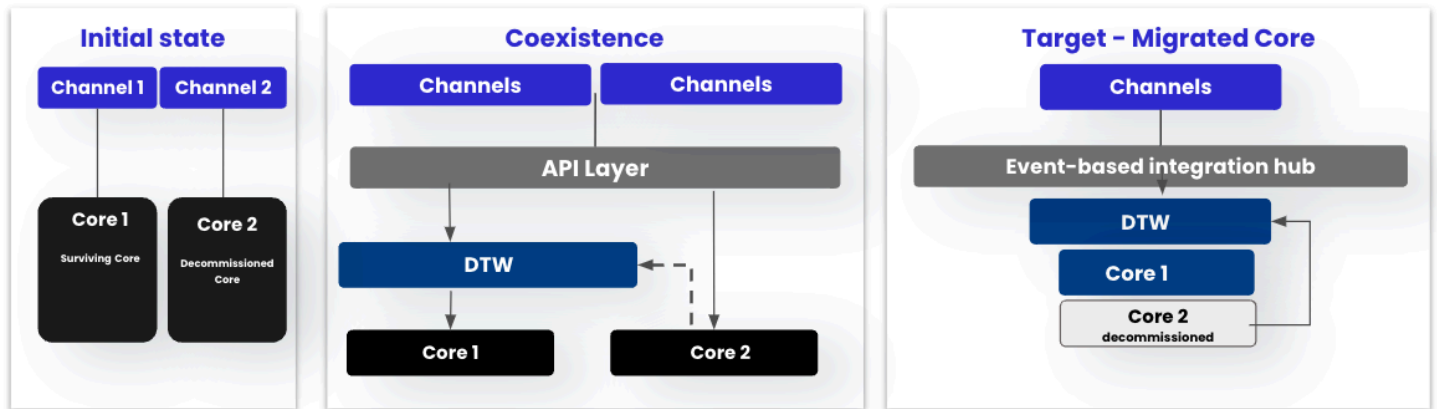 Initial state
Channel 1
Channel 2
Core 1
Surviving Core
Core 2
Decommissioned
Core
Coexistence
Channels
Channels
API Layer
DTW
Core 1
Core 2
Target - Migrated Core
Channels
Event-based integration hub
DTW
Core 1
Core 2
decommissioned